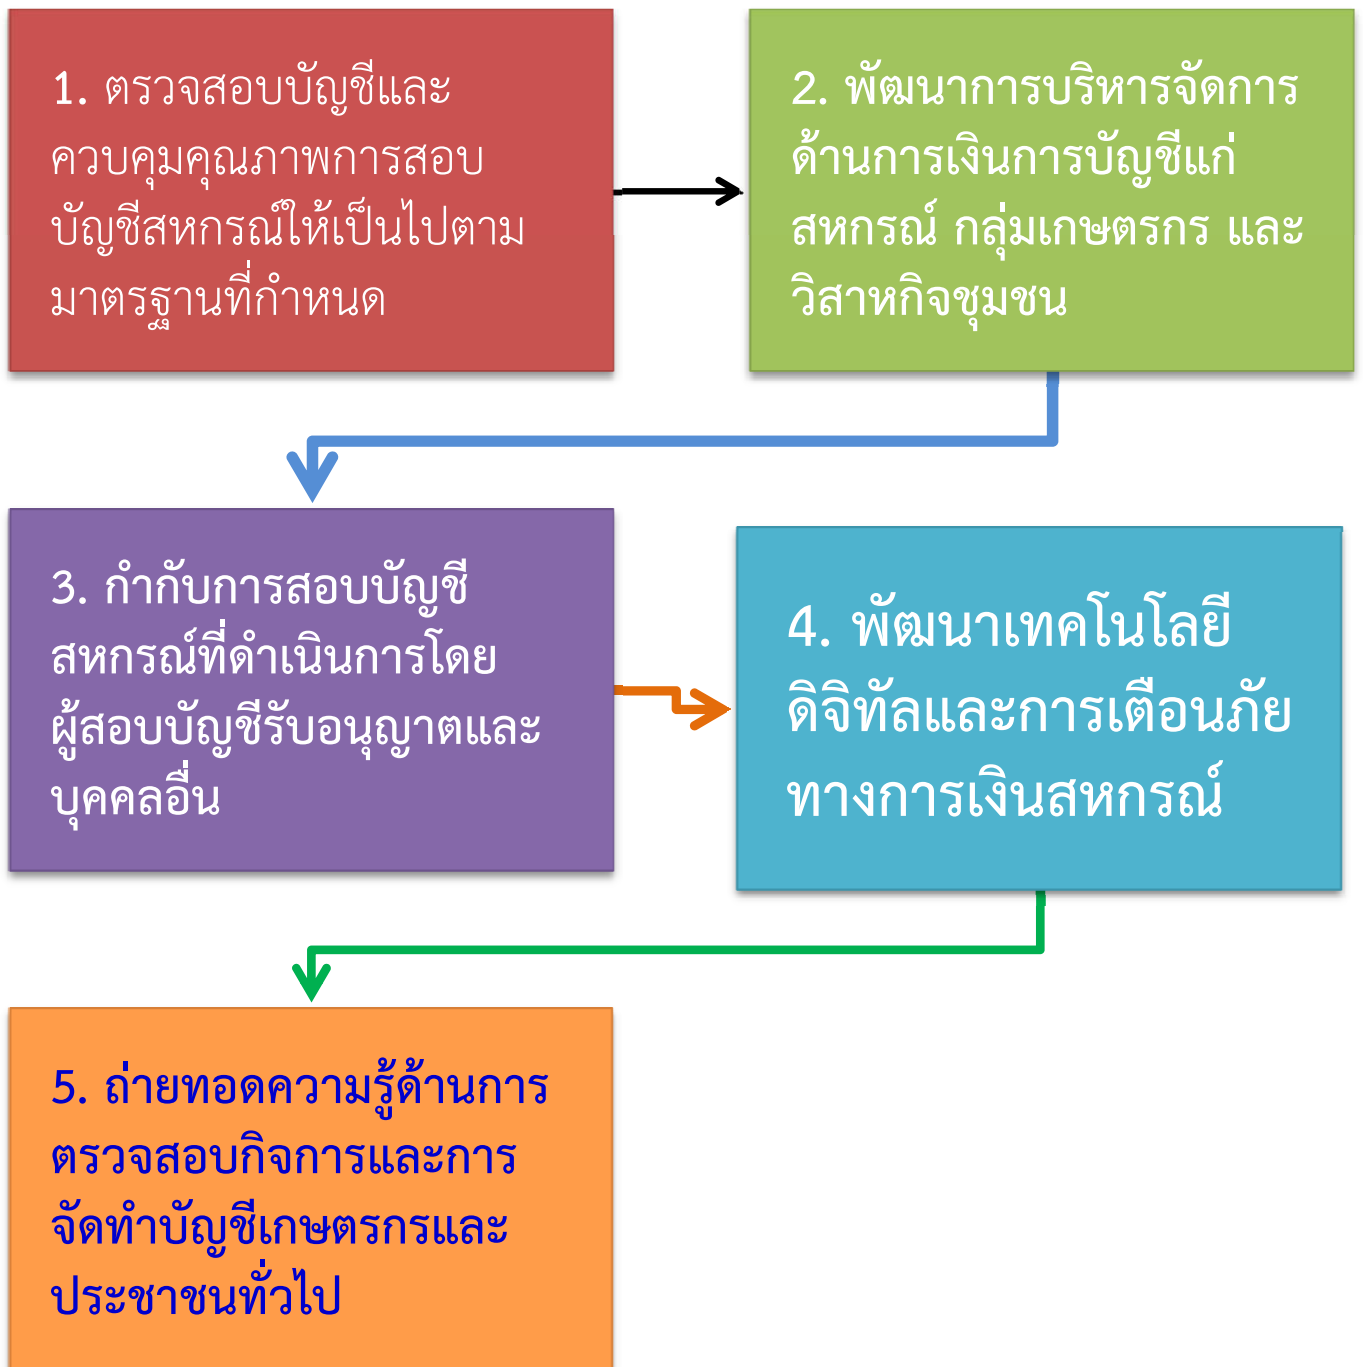 1. ตรวจสอบบัญชีและ
ควบคุมคุณภาพการสอบ
บัญชีสหกรณ์ให้เป็นไปตาม
มาตรฐานที่กำหนด
2. พัฒนาการบริหารจัดการ
ด้านการเงินการบัญชีแก่
สหกรณ์ กลุ่มเกษตรกร และ
วิสาหกิจชุมชน
3. กำกับการสอบบัญชี
สหกรณ์ที่ดำเนินการโดย
ผู้สอบบัญชีรับอนุญาตและ
บุคคลอื่น
4. พัฒนาเทคโนโลยี
ดิจิทัลและการเตือนภัย
ทางการเงินสหกรณ์
5. ถ่ายทอดความรู้ด้านการ
ตรวจสอบกิจการและการ
จัดทำบัญชีเกษตรกรและ
ประชาชนทั่วไป